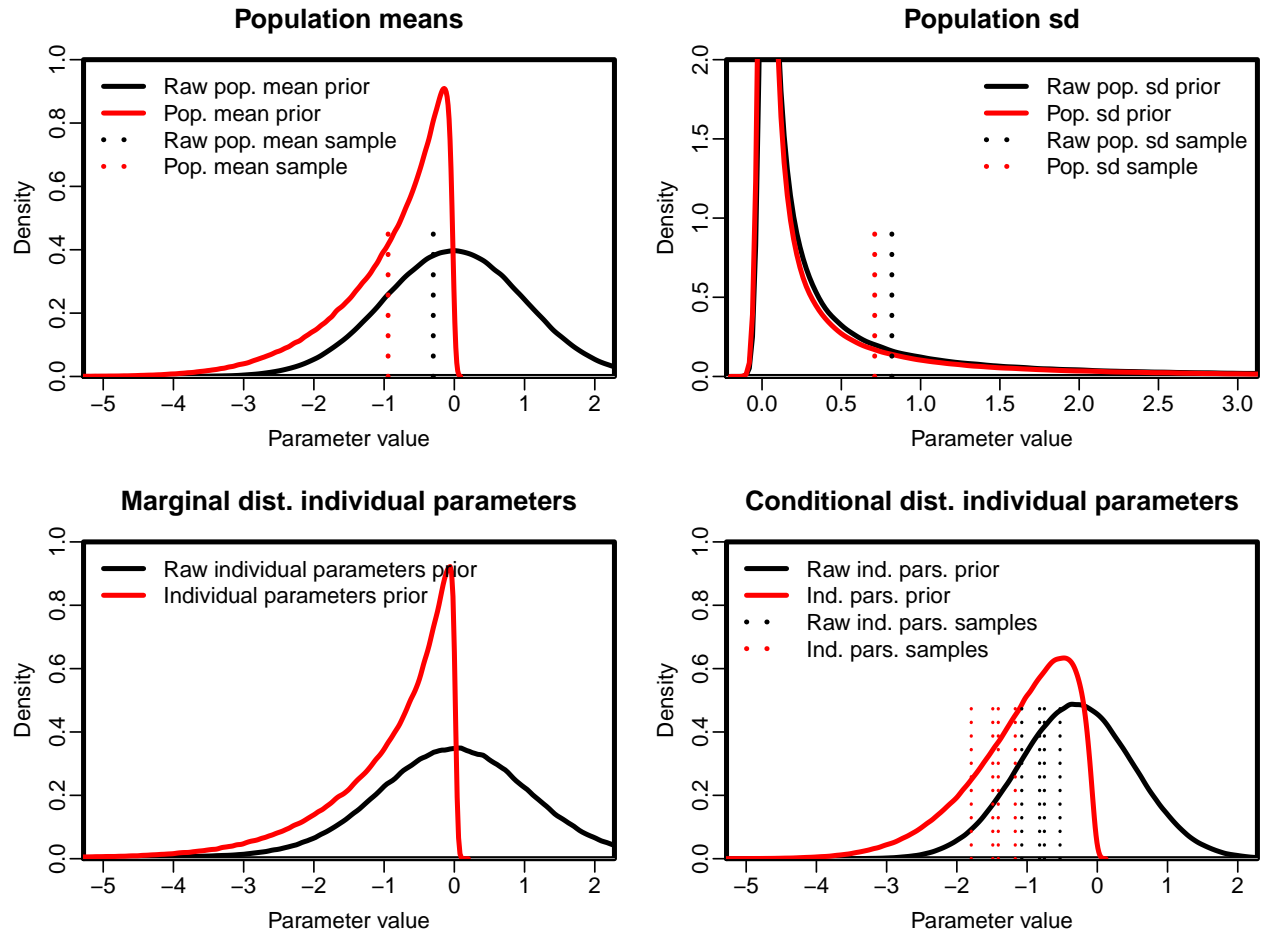 Population means
Density
0.0 0.2 0.4 0.6 0.8 1.0
Raw pop. mean prior
Pop. mean prior
Raw pop. mean sample
Pop. mean sample
−5 −4 −3 −2 −1 0 1 2
Parameter value
Population sd
Density
0.0 0.5 1.0 1.5 2.0
Raw pop. sd prior
Pop. sd prior
Raw pop. sd sample
Pop. sd sample
0.0 0.5 1.0 1.5 2.0 2.5 3.0
Parameter value
Marginal dist. individual parameters
Density
0.0 0.2 0.4 0.6 0.8 1.0
Raw individual parameters prior
Individual parameters prior
−5 −4 −3 −2 −1 0 1 2
Parameter value
Conditional dist. individual parameters
Density
0.0 0.2 0.4 0.6 0.8 1.0
Raw ind. pars. prior
Ind. pars. prior
Raw ind. pars. samples
Ind. pars. samples
−5 −4 −3 −2 −1 0 1 2
Parameter value